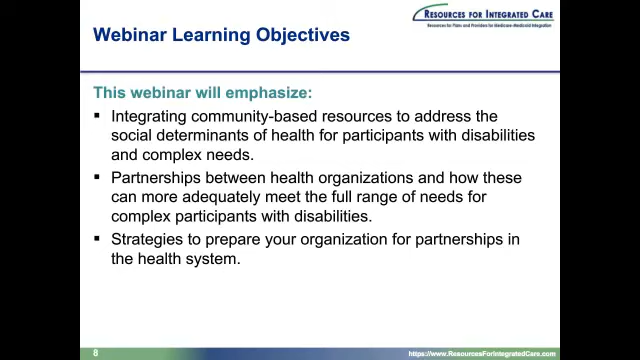 RESOURCES FOR INTEGRATED CARE
Resources for Plans and Providers for Medicare-Medicaid Integration
Webinar Learning Objectives
This webinar will emphasize:
▪ Integrating community-based resources to address the
social determinants of health for participants with disabilities
and complex needs.
▪ Partnerships between health organizations and how these
can more adequately meet the full range of needs for
complex participants with disabilities.
▪ Strategies to prepare your organization for partnerships in
the health system.
8
https://www.ResourcesForIntegratedCare.com